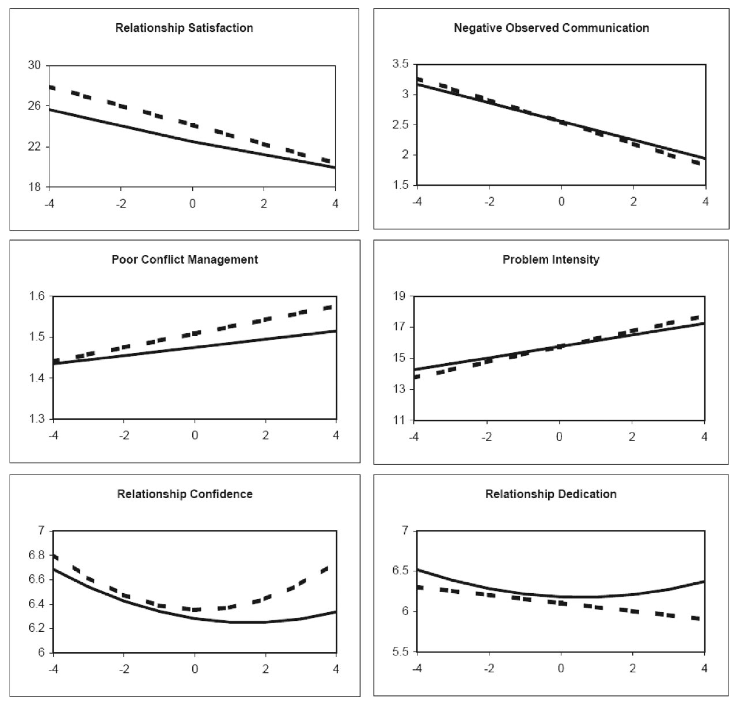 Relationship Satisfaction
30
26
22
18
-4 -2 0 2 4
Negative Observed Communication
3.5
3
2.5
2
1.5
-4 -2 0 2 4
Poor Conflict Management
1.6
1.5
1.4
1.3
-4 -2 0 2 4
Problem Intensity
19
17
15
13
11
-4 -2 0 2 4
Relationship Confidence
7
6.8
6.6
6.4
6.2
6
-4 -2 0 2 4
Relationship Dedication
7
6.5
6
5.5
-4 -2 0 2 4